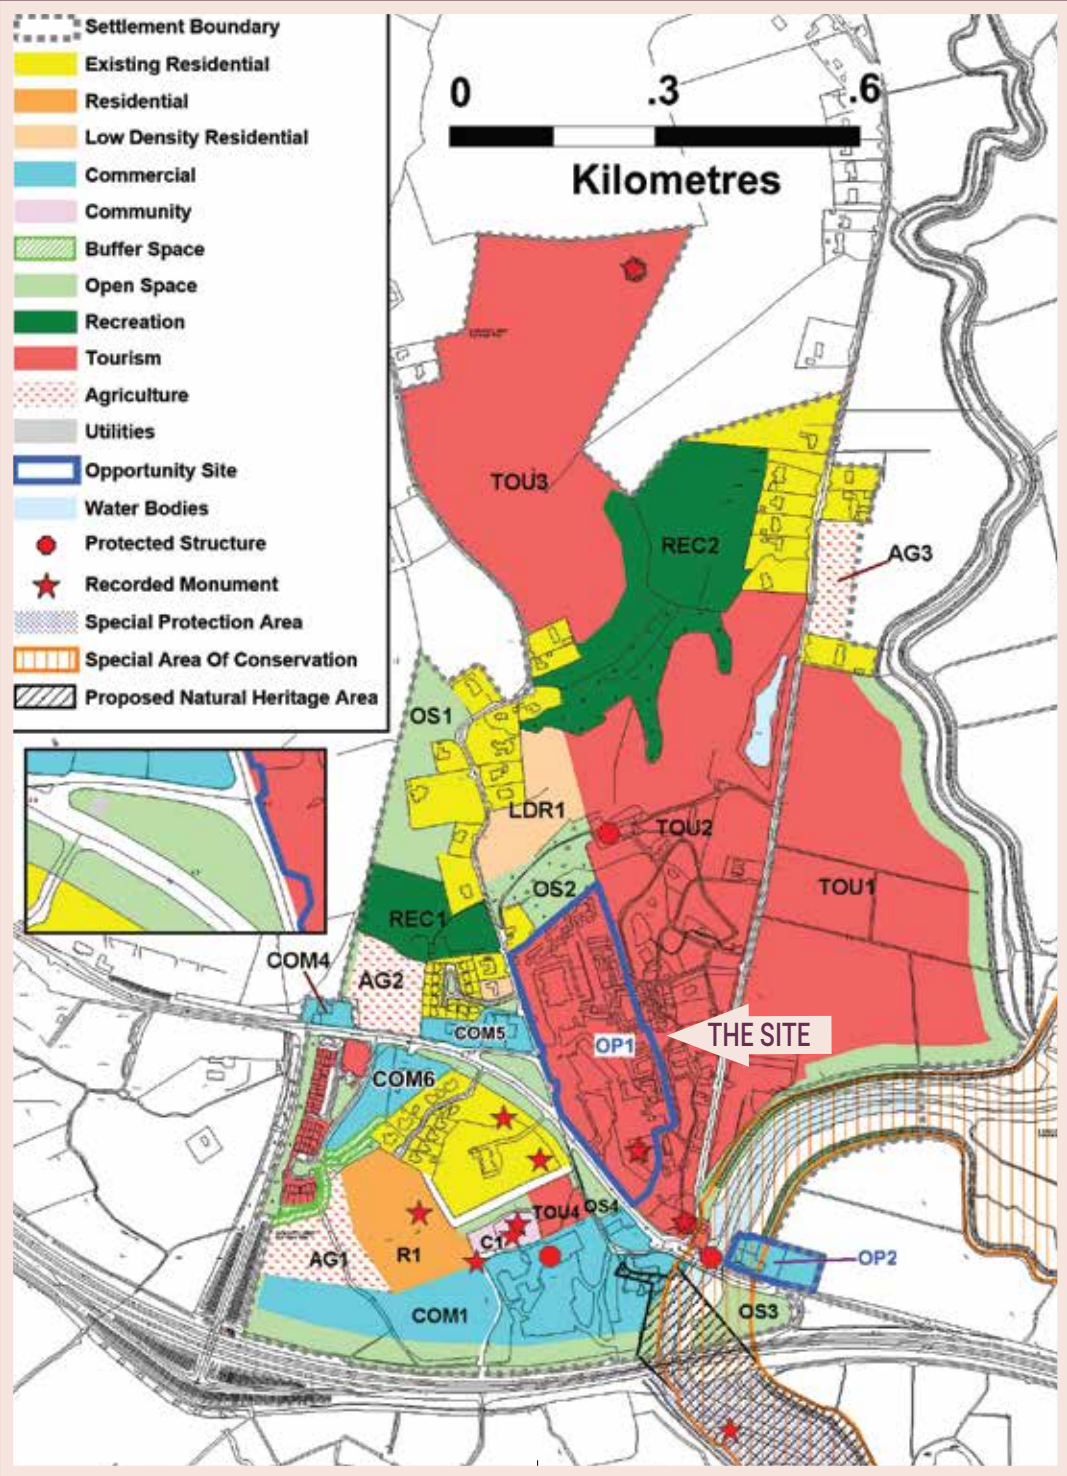 Settlement Boundary
Existing Residential
Residential
Low Density Residential
Commercial
Community
Buffer Space
Open Space
Recreation
Tourism
Agriculture
Utilities
Opportunity Site
Water Bodies
Protected Structure
Recorded Monument
Special Protection Area
Special Area Of Conservation
Proposed Natural Heritage Area
0 .3 .6
Kilometres
TOU3
REC2
AG3
OS1
LDR1
TOU2
OS2
TOU1
REC1
COM4
AG2
COM5
OP1
THE SITE
COM6
OS4
TOU4
C1
R1
AG1
OP2
OS3
COM1